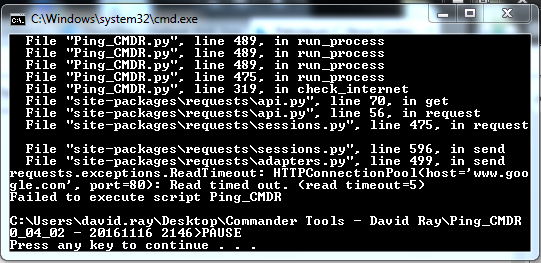 C:\Windows\system32\cmd.exe
File "Ping_CMDR.py", line 489, in run_process
File "Ping_CMDR.py", line 489, in run_process
File "Ping_CMDR.py", line 489, in run_process
File "Ping_CMDR.py", line 475, in run_process
File "Ping_CMDR.py", line 319, in check_internet
File "site-packages\requests\api.py", line 70, in get
File "site-packages\requests\api.py", line 56, in request
File "site-packages\requests\sessions.py", line 475, in request
File "site-packages\requests\sessions.py", line 596, in send
File "site-packages\requests\adapters.py", line 499, in send
requests.exceptions.ReadTimeout: HTTPConnectionPool(host='www.goo
gle.com', port=80): Read timed out. (read timeout=5)
Failed to execute script Ping_CMDR
C:\Users\david.ray\Desktop\Commander Tools - David Ray\Ping_CMDR
0_04_02 - 20161116 2146>PAUSE
Press any key to continue . . .